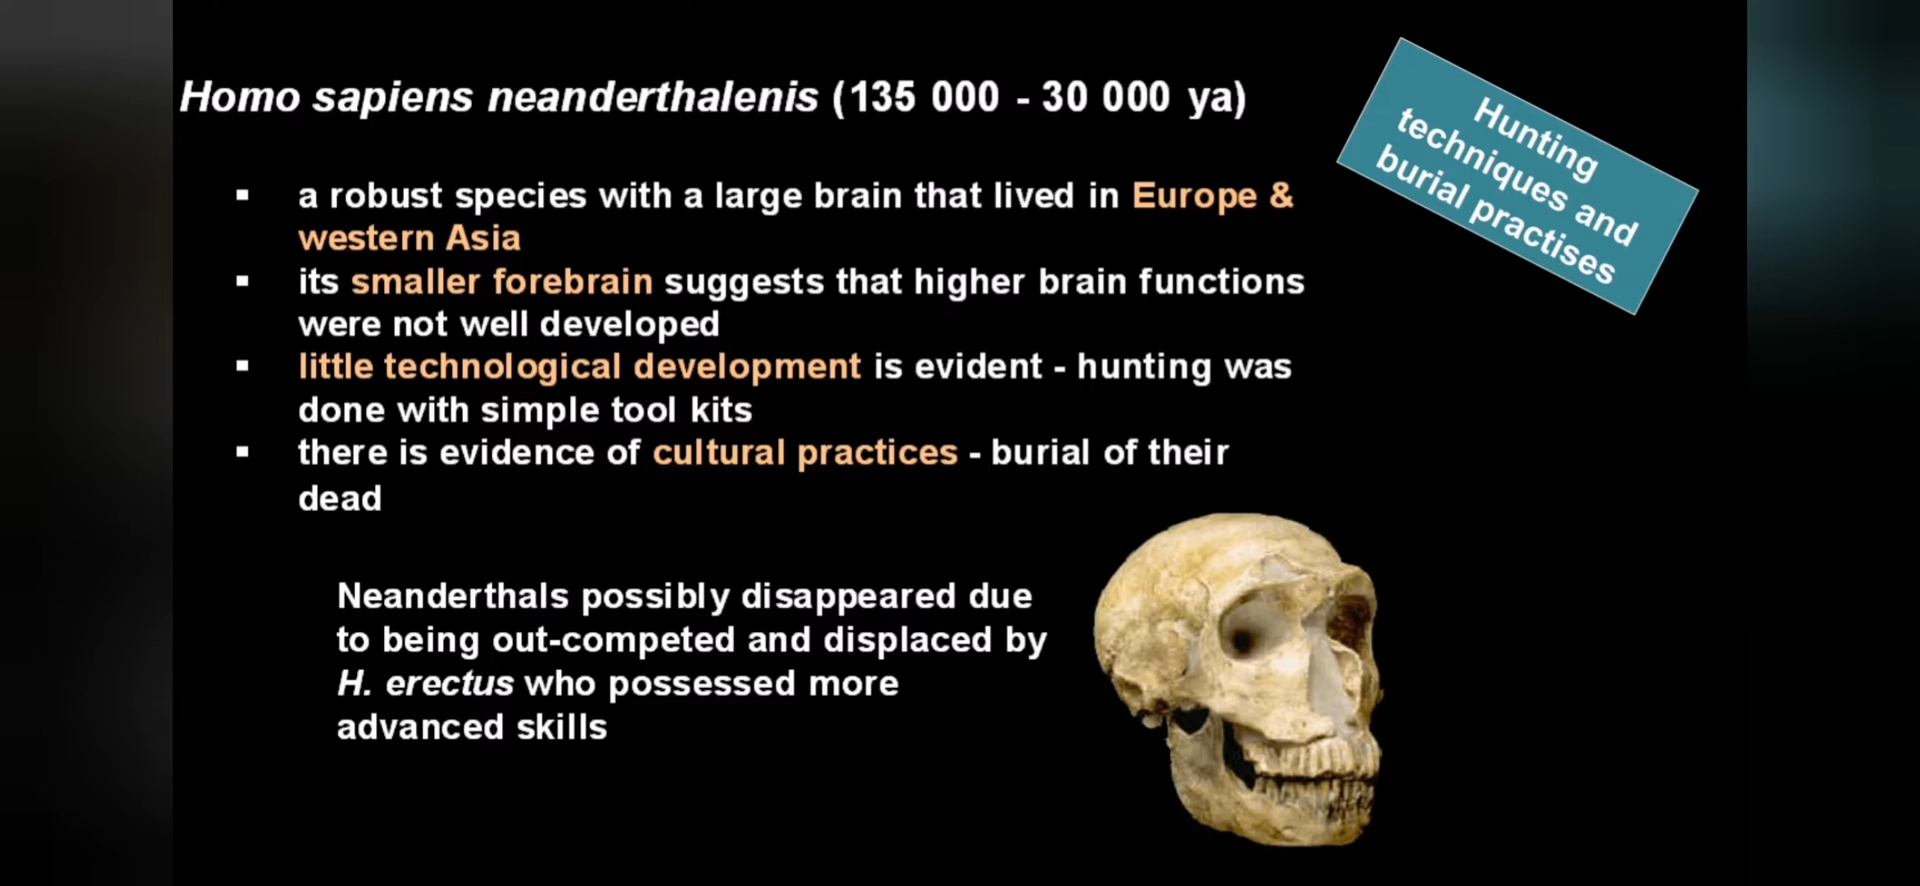 Homo sapiens neanderthalenis (135 000 - 30 000 ya)
Hunting
techniques and
burial practises
▪ a robust species with a large brain that lived in Europe &
western Asia
▪ its smaller forebrain suggests that higher brain functions
were not well developed
▪ little technological development is evident - hunting was
done with simple tool kits
▪ there is evidence of cultural practices - burial of their
dead
Neanderthals possibly disappeared due
to being out-competed and displaced by
H. erectus who possessed more
advanced skills